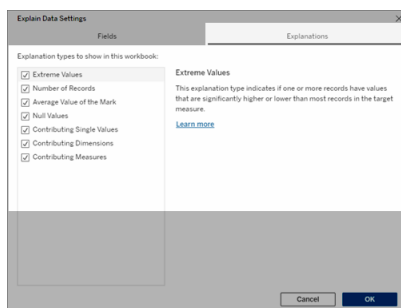 Explain Data Settings
Fields
Explanations
Explanation types to show in this workbook:
Extreme Values
Number of Records
Average Value of the Mark
Null Values
Contributing Single Values
Contributing Dimensions
Contributing Measures
Extreme Values
This explanation type indicates if one or more records have values
that are significantly higher or lower than most records in the target
measure.
Learn more
Cancel
OK